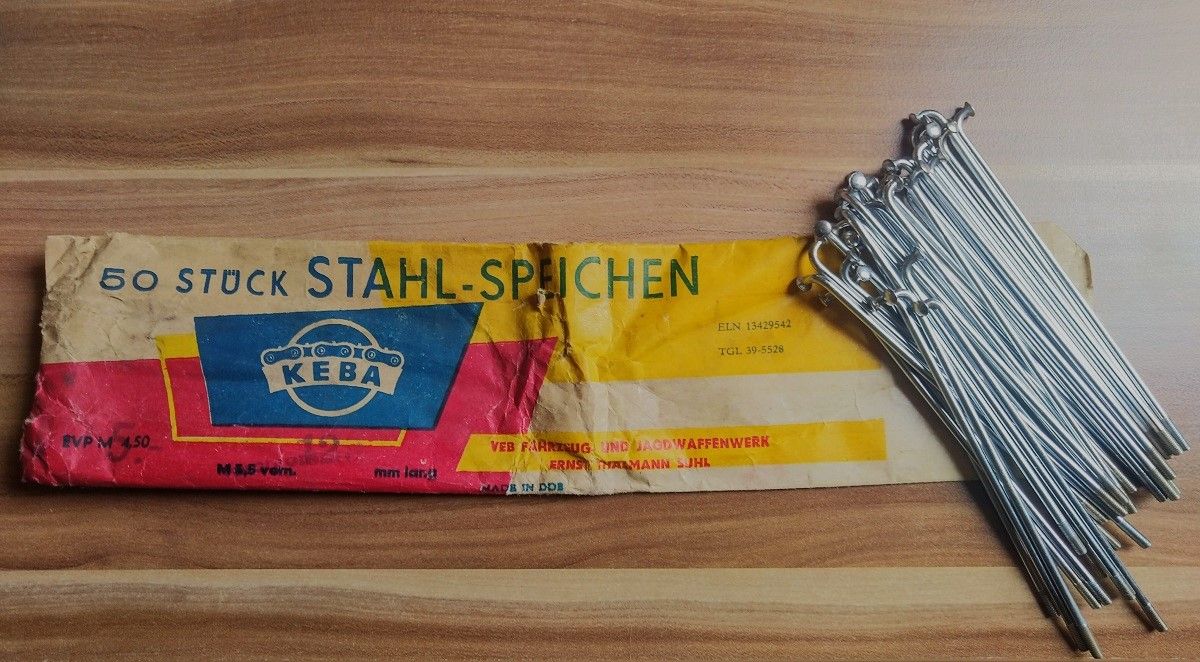 50 STÜCK STAHL-SPEICHEN
KEBA
ELN 13429542
TGL 39-5528
EVP M 4,50
5.-
M 3,5 vern.
mm lang
VEB FAHRZEUG- UND JAGDWAFFENWERK
ERNST THÄLMANN SUHL
MADE IN DDR